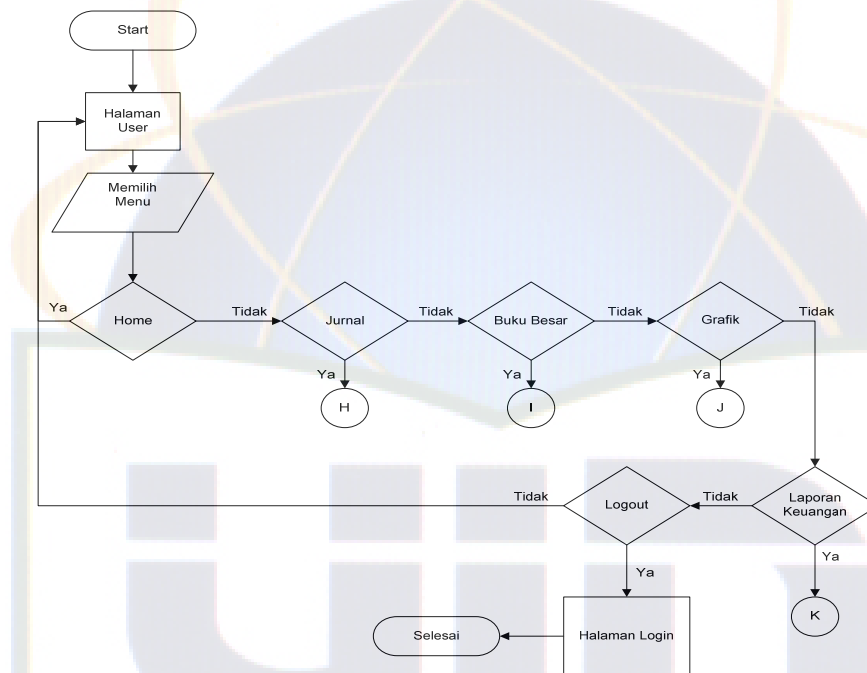 Start
Halaman
User
Memilih
Menu
Ya
Home
Tidak
Jurnal
Tidak
Buku Besar
Tidak
Grafik
Tidak
Ya
H
Ya
I
Ya
J
Tidak
Logout
Tidak
Laporan
Keuangan
Ya
Ya
K
Selesai
Halaman Login
uin